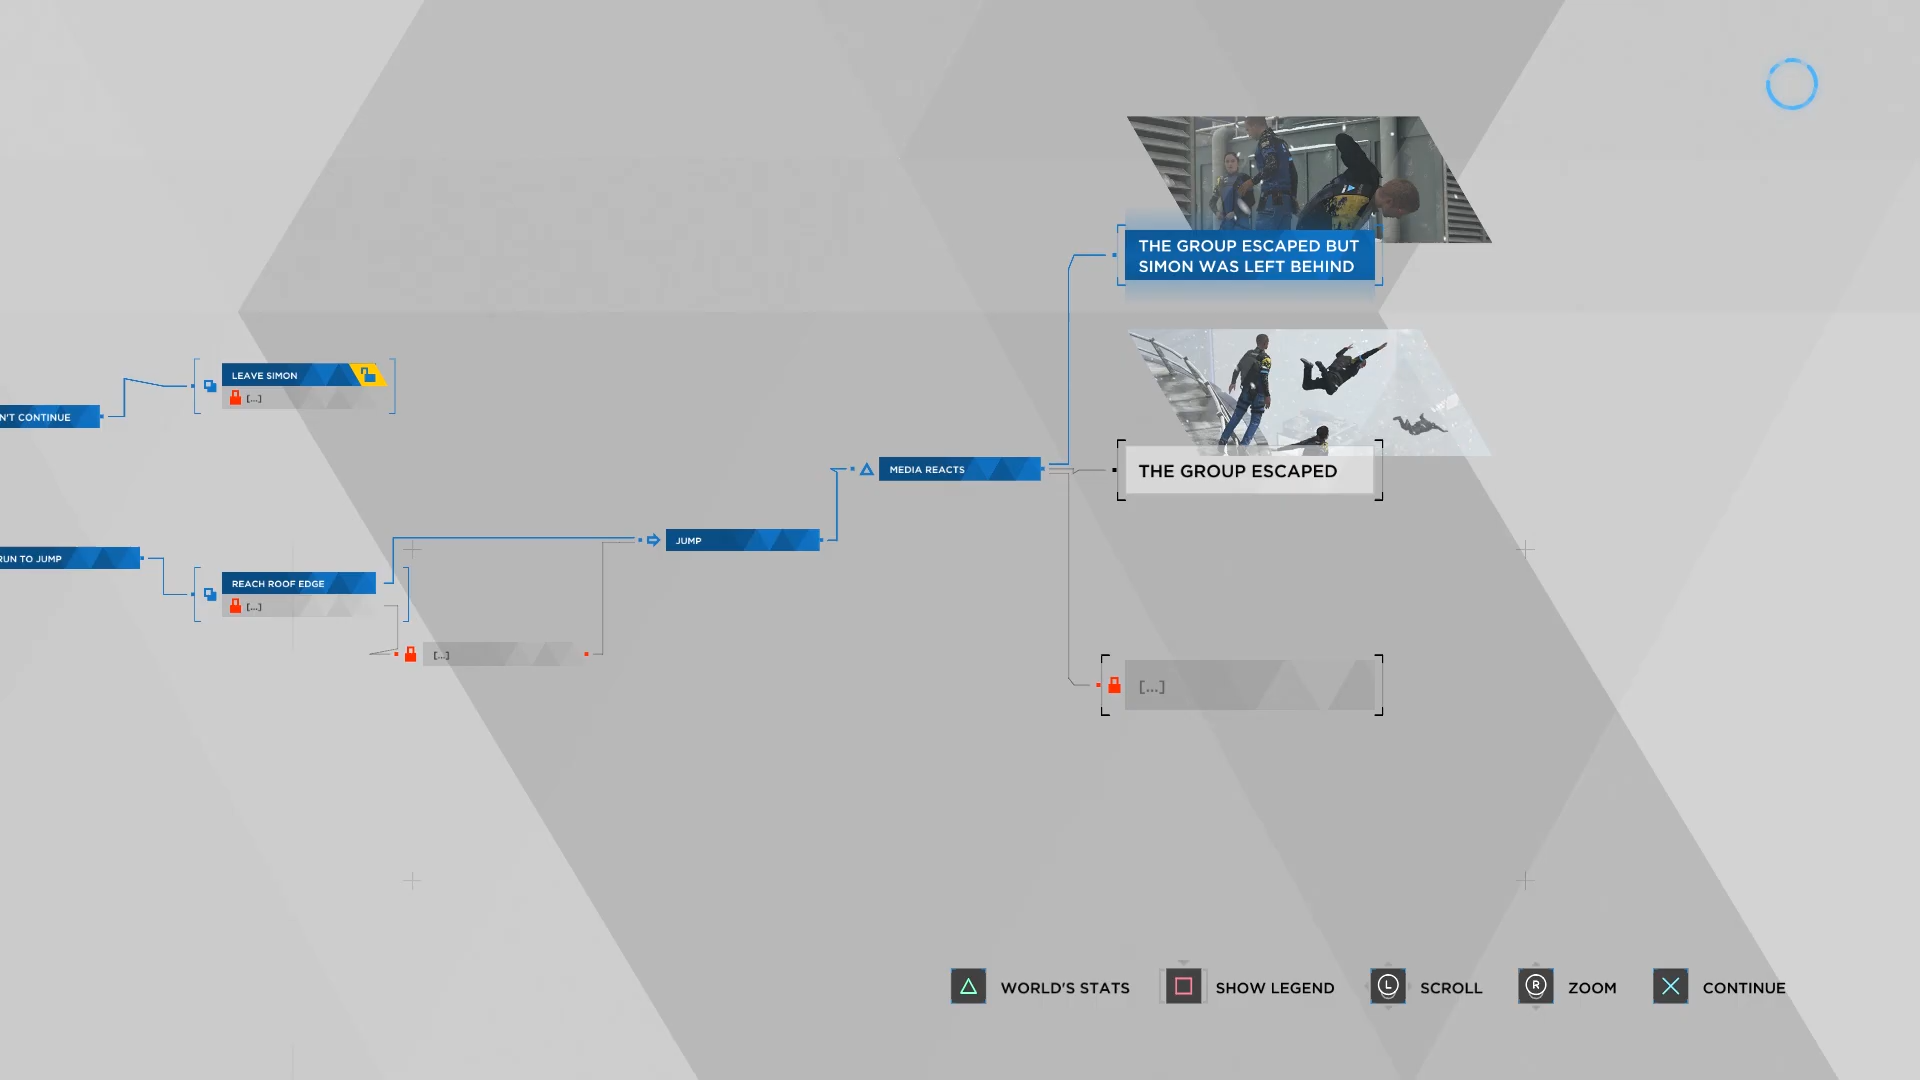 THE GROUP ESCAPED BUT
SIMON WAS LEFT BEHIND
LEAVE SIMON
[...]
N'T CONTINUE
MEDIA REACTS
THE GROUP ESCAPED
JUMP
RUN TO JUMP
REACH ROOF EDGE
[...]
[...]
[...]
WORLD'S STATS
SHOW LEGEND
L
SCROLL
R
ZOOM
CONTINUE